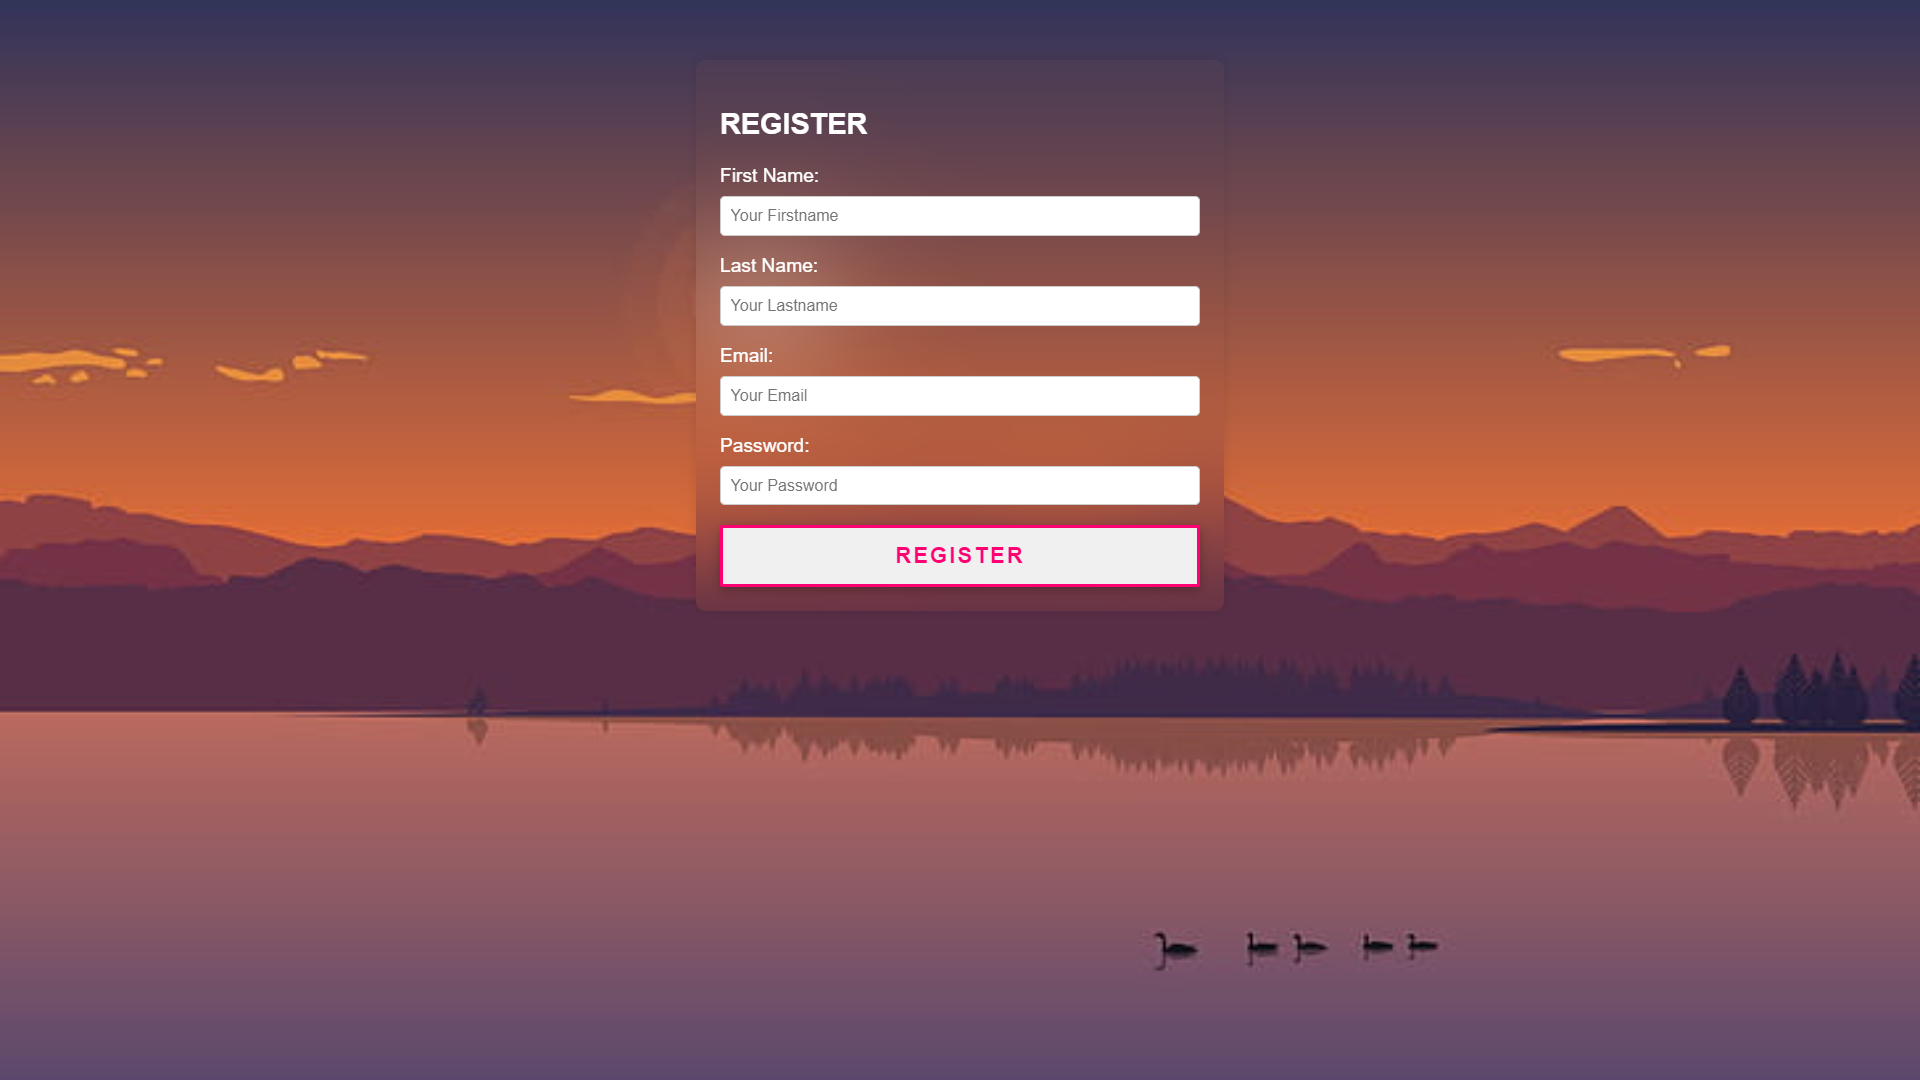 REGISTER
First Name:
Your Firstname
Last Name:
Your Lastname
Email:
Your Email
Password:
Your Password
REGISTER